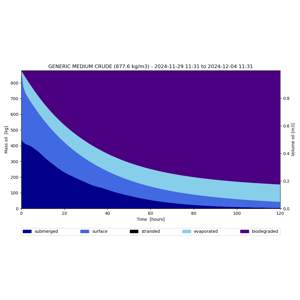 GENERIC MEDIUM CRUDE (877.6 kg/m3) - 2024-11-29 11:31 to 2024-12-04 11:31
Mass oil [kg]
800
700
600
500
400
300
200
100
0
0.8
0.6
0.4
0.2
0.0
Volume oil [m3]
0 20 40 60 80 100 120
Time [hours]
submerged surface stranded evaporated biodegraded